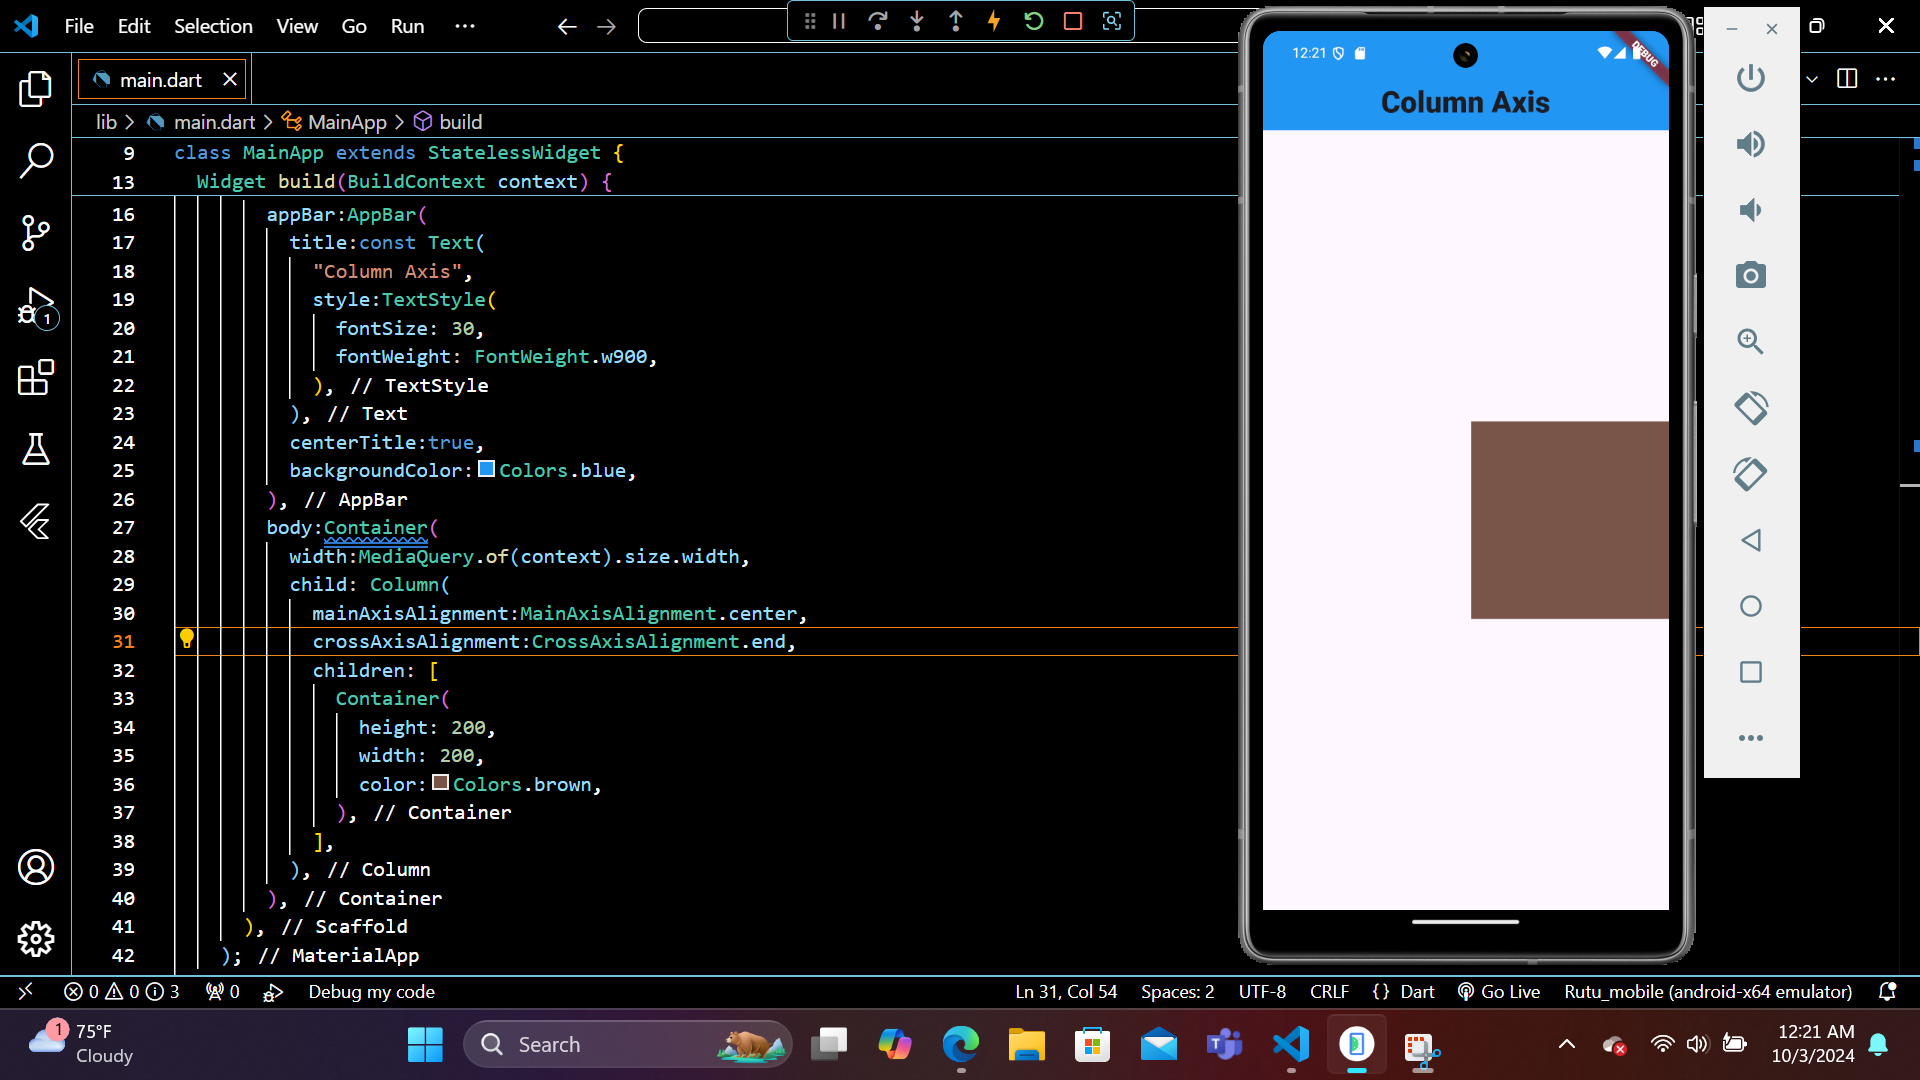 File Edit Selection View Go Run ···
main.dart
lib > main.dart > MainApp > build
9 class MainApp extends StatelessWidget {
13 Widget build(BuildContext context) {
16 appBar:AppBar(
17 title:const Text(
18 "Column Axis",
19 style:TextStyle(
20 fontSize: 30,
21 fontWeight: FontWeight.w900,
22 ), // TextStyle
23 ), // Text
24 centerTitle:true,
25 backgroundColor:Colors.blue,
26 ), // AppBar
27 body:Container(
28 width:MediaQuery.of(context).size.width,
29 child: Column(
30 mainAxisAlignment:MainAxisAlignment.center,
31 crossAxisAlignment:CrossAxisAlignment.end,
32 children: [
33 Container(
34 height: 200,
35 width: 200,
36 color:Colors.brown,
37 ), // Container
38 ],
39 ), // Column
40 ), // Container
41 ), // Scaffold
42 ); // MaterialApp
1
12:21
DEBUG
Column Axis
0 0 3 0 Debug my code
Ln 31, Col 54 Spaces: 2 UTF-8 CRLF {} Dart Go Live Rutu_mobile (android-x64 emulator)
1
75°F
Cloudy
Search
12:21 AM
10/3/2024